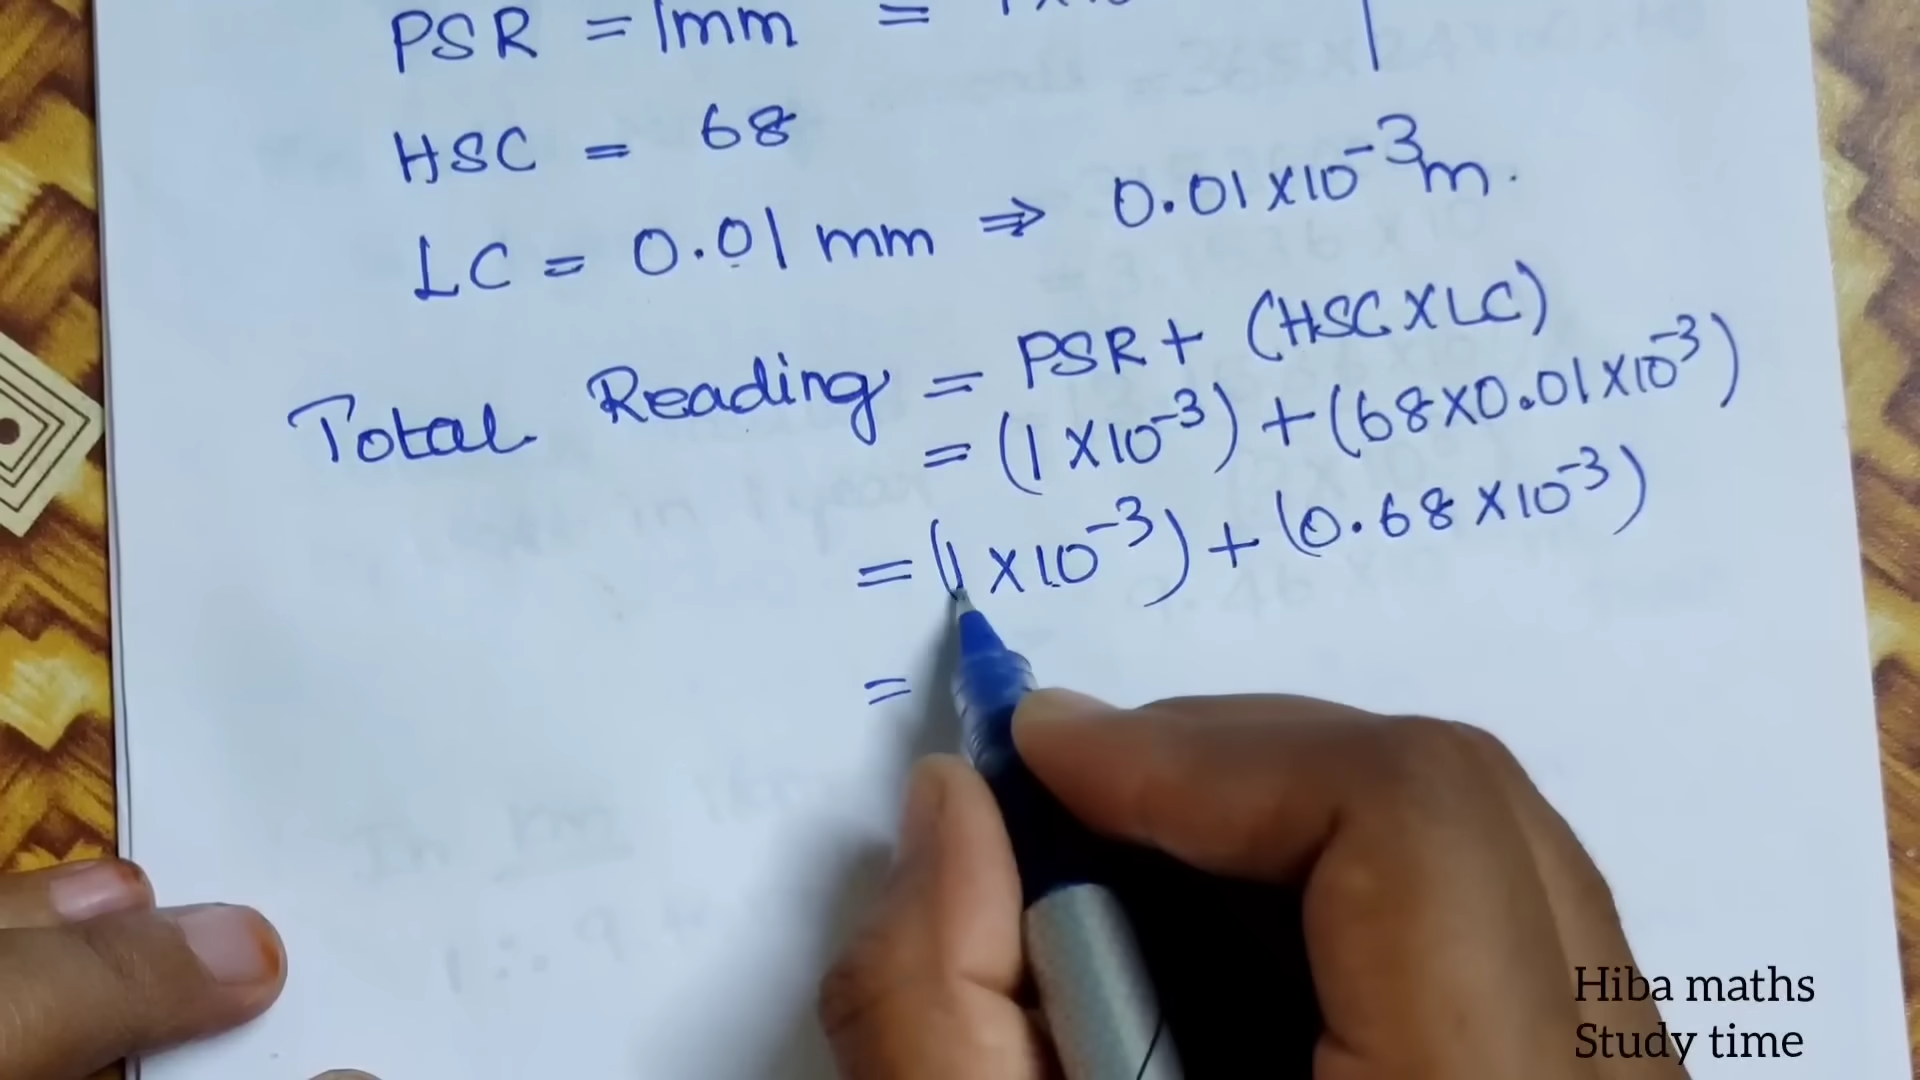 PSR = 1mm =
HSC = 68
LC = 0.01 mm ⇒ 0.01 × 10⁻³m.
Total Reading = PSR + (HSC × LC)
= (1 × 10⁻³) + (68 × 0.01 × 10⁻³)
= (1 × 10⁻³) + (0.68 × 10⁻³)
=
Hiba maths
Study time